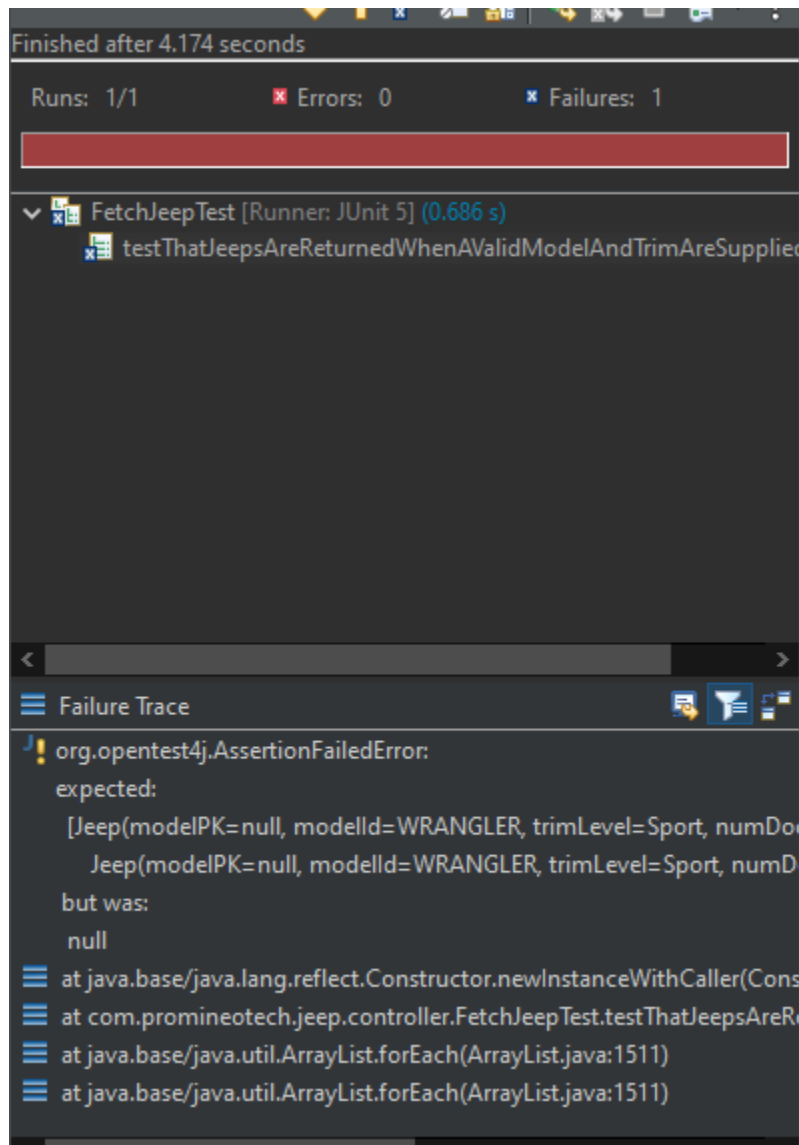 Finished after 4.174 seconds
Runs: 1/1 Errors: 0 Failures: 1
FetchJeepTest [Runner: JUnit 5] (0.686 s)
testThatJeepsAreReturnedWhenAValidModelAndTrimAreSupplied
Failure Trace
org.opentest4j.AssertionFailedError:
expected:
[Jeep(modelPK=null, modelId=WRANGLER, trimLevel=Sport, numDo
Jeep(modelPK=null, modelId=WRANGLER, trimLevel=Sport, numD
but was:
null
at java.base/java.lang.reflect.Constructor.newInstanceWithCaller(Cons
at com.promineotech.jeep.controller.FetchJeepTest.testThatJeepsAreR
at java.base/java.util.ArrayList.forEach(ArrayList.java:1511)
at java.base/java.util.ArrayList.forEach(ArrayList.java:1511)